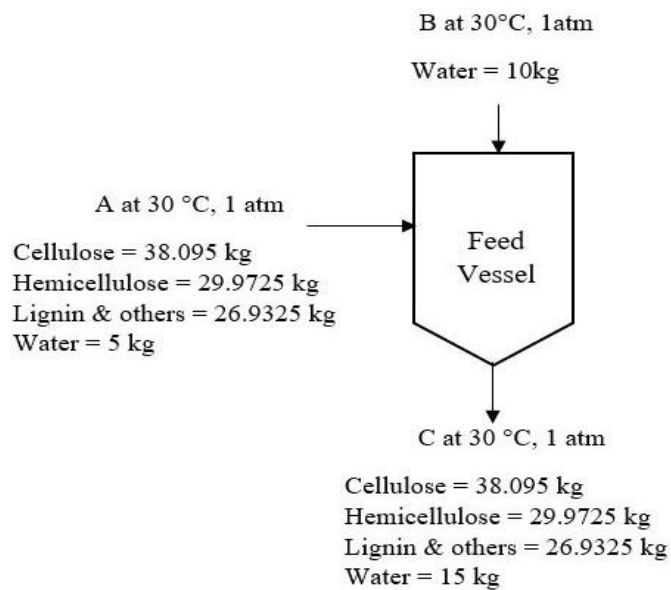 B at 30°C, 1atm
Water = 10kg
A at 30 °C, 1 atm
Cellulose = 38.095 kg
Hemicellulose = 29.9725 kg
Lignin & others = 26.9325 kg
Water = 5 kg
Feed
Vessel
C at 30 °C, 1 atm
Cellulose = 38.095 kg
Hemicellulose = 29.9725 kg
Lignin & others = 26.9325 kg
Water = 15 kg